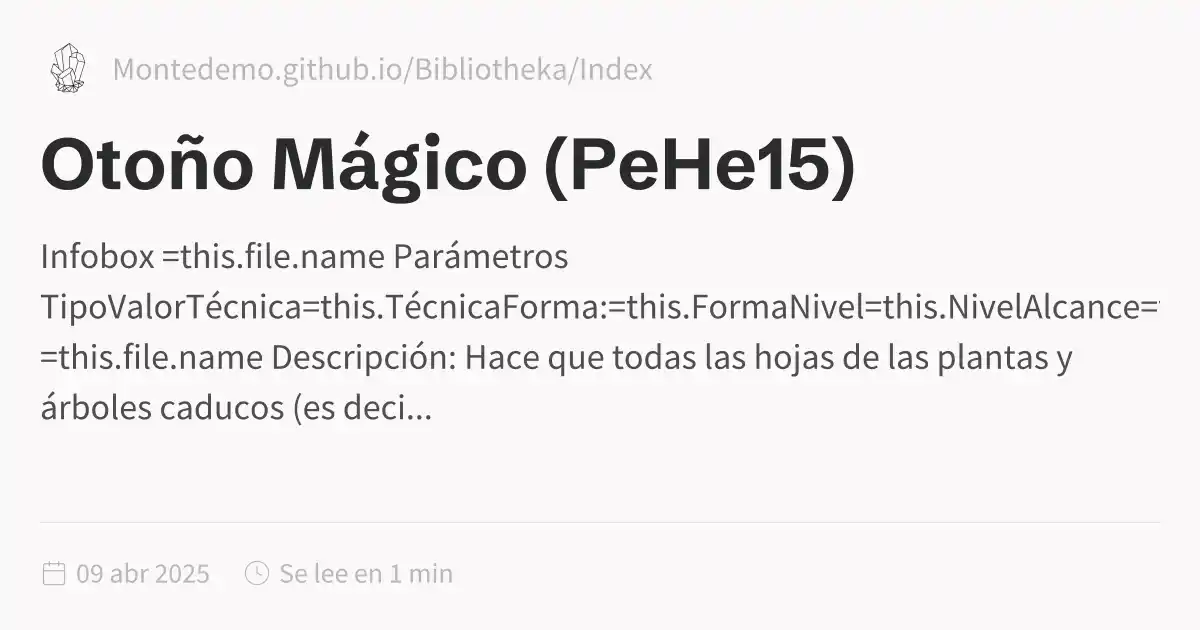 Montedemo.github.io/Bibliotheka/Index
Otoño Mágico (PeHe15)
Infobox =this.file.name Parámetros
TipoValorTécnica=this.TécnicaForma:=this.FormaNivel=this.NivelAlcance=
=this.file.name Descripción: Hace que todas las hojas de las plantas y
árboles caducos (es deci...
09 abr 2025 Se lee en 1 min